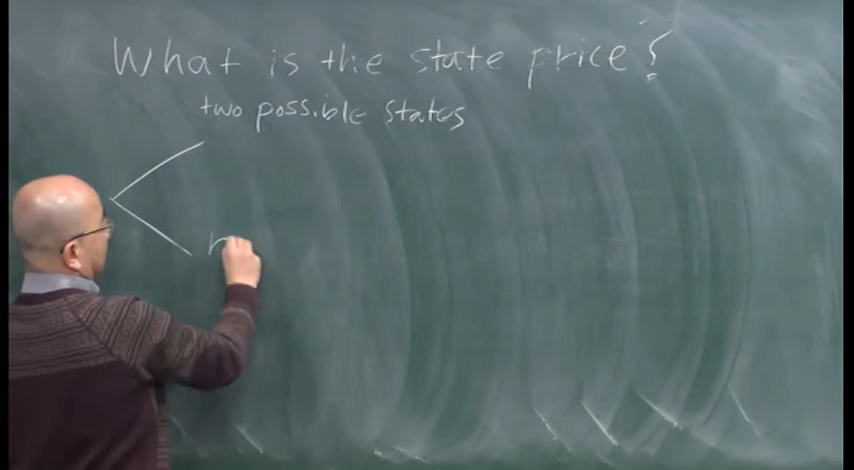 What is the state price?
two possible states
r